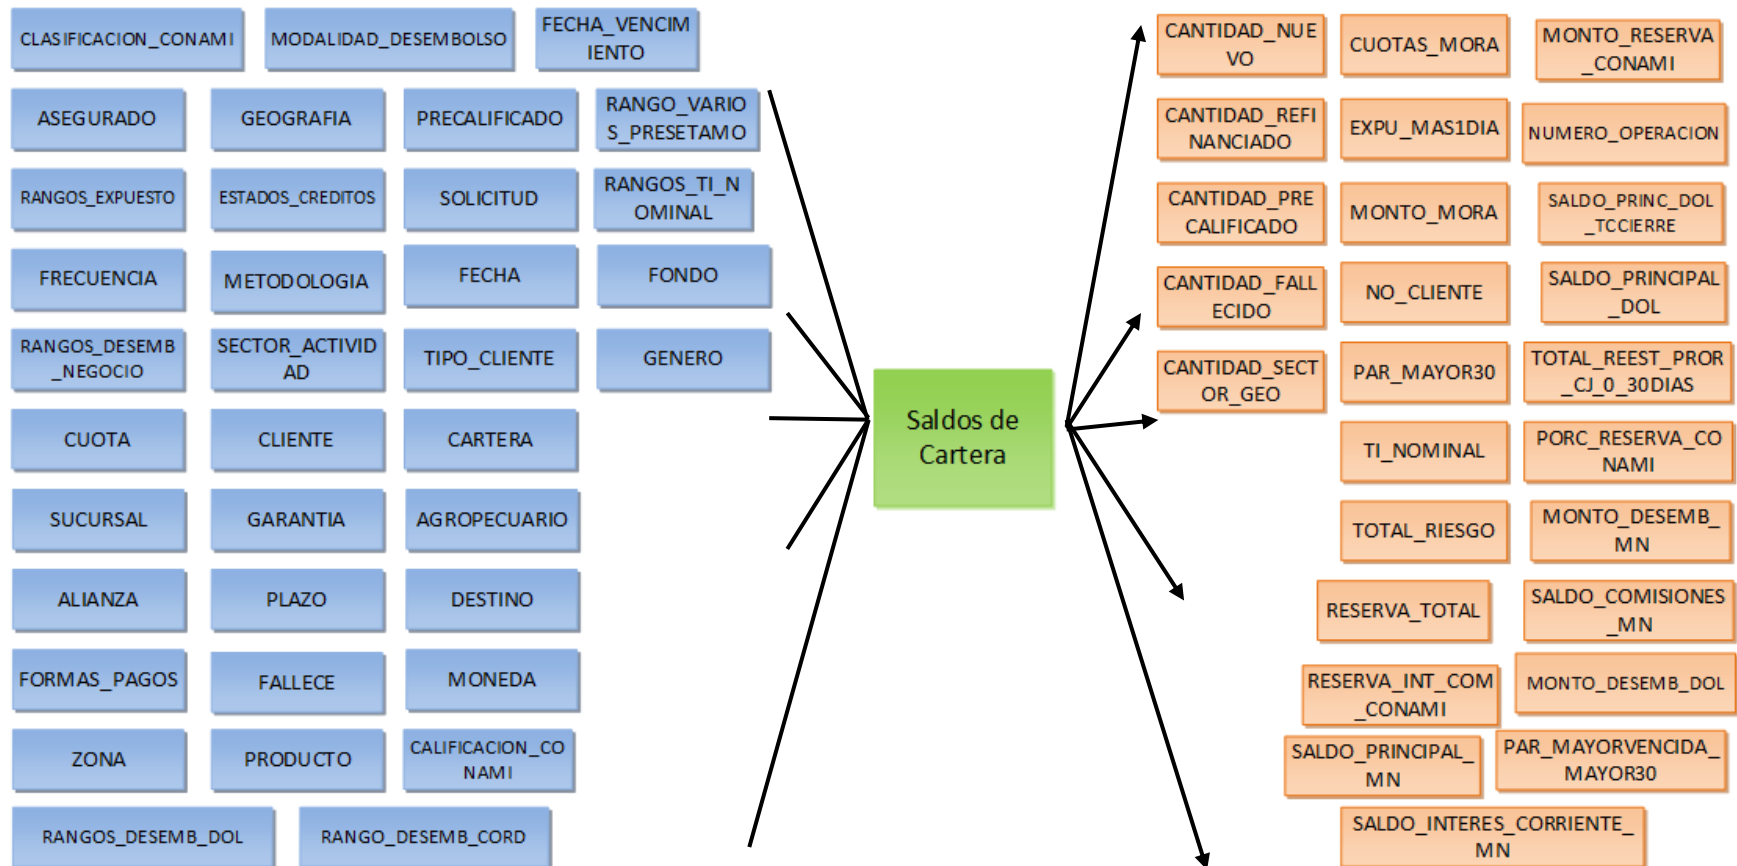 CLASIFICACION_CONAMI
MODALIDAD_DESEMBOLSO
FECHA_VENCIM
IENTO
ASEGURADO
GEOGRAFIA
PRECALIFICADO
RANGO_VARIO
S_PRESETAMO
RANGOS_EXPUESTO
ESTADOS_CREDITOS
SOLICITUD
RANGOS_TI_N
OMINAL
FRECUENCIA
METODOLOGIA
FECHA
FONDO
RANGOS_DESEMB
_NEGOCIO
SECTOR_ACTIVID
AD
TIPO_CLIENTE
GENERO
CUOTA
CLIENTE
CARTERA
SUCURSAL
GARANTIA
AGROPECUARIO
ALIANZA
PLAZO
DESTINO
FORMAS_PAGOS
FALLECE
MONEDA
ZONA
PRODUCTO
CALIFICACION_CO
NAMI
RANGOS_DESEMB_DOL
RANGO_DESEMB_CORD
Saldos de
Cartera
CANTIDAD_NUE
VO
CUOTAS_MORA
MONTO_RESERVA
_CONAMI
CANTIDAD_REFI
NANCIADO
EXPU_MAS1DIA
NUMERO_OPERACION
CANTIDAD_PRE
CALIFICADO
MONTO_MORA
SALDO_PRINC_DOL
_TCCIERRE
CANTIDAD_FALL
ECIDO
NO_CLIENTE
SALDO_PRINCIPAL
_DOL
CANTIDAD_SECT
OR_GEO
PAR_MAYOR30
TOTAL_REEST_PROR
_CJ_0_30DIAS
TI_NOMINAL
PORC_RESERVA_CO
NAMI
TOTAL_RIESGO
MONTO_DESEMB_
MN
RESERVA_TOTAL
SALDO_COMISIONES
_MN
RESERVA_INT_COM
_CONAMI
MONTO_DESEMB_DOL
SALDO_PRINCIPAL_
MN
PAR_MAYORVENCIDA_
MAYOR30
SALDO_INTERES_CORRIENTE_
MN